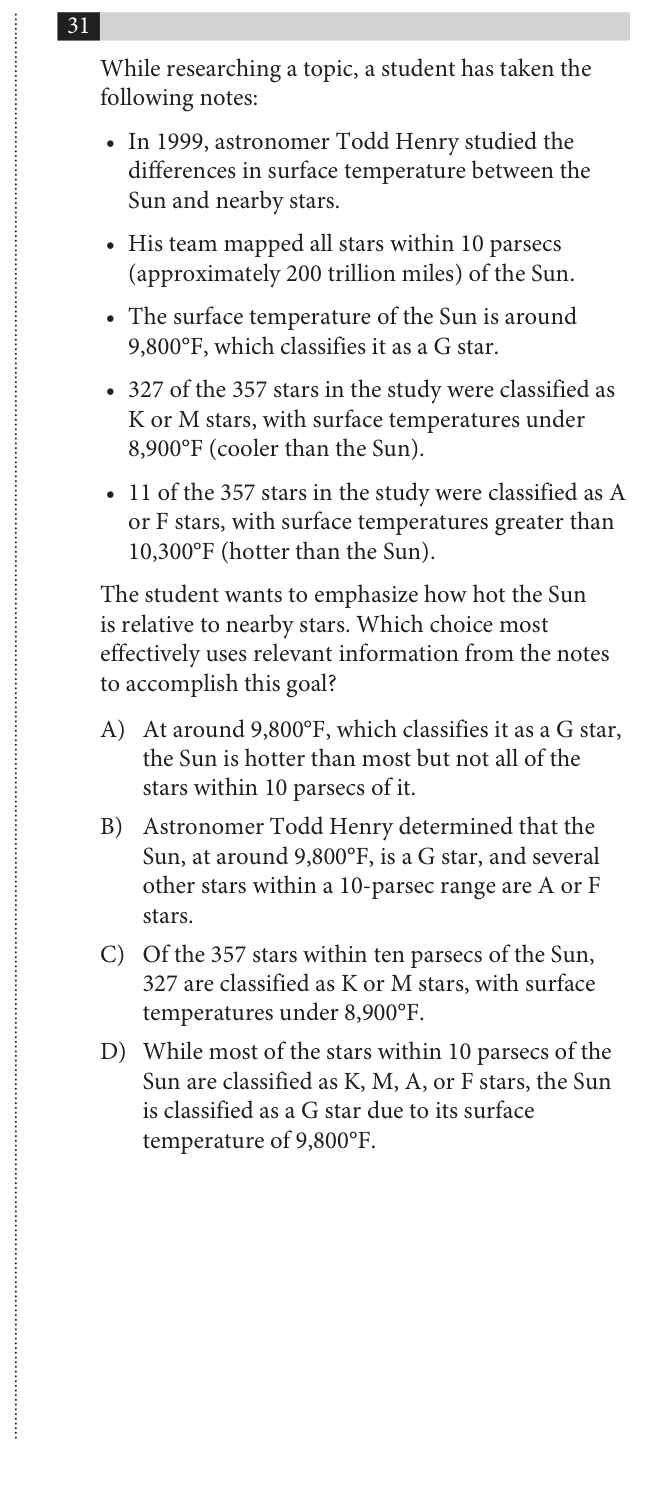 31
While researching a topic, a student has taken the
following notes:
• In 1999, astronomer Todd Henry studied the
differences in surface temperature between the
Sun and nearby stars.
• His team mapped all stars within 10 parsecs
(approximately 200 trillion miles) of the Sun.
• The surface temperature of the Sun is around
9,800°F, which classifies it as a G star.
• 327 of the 357 stars in the study were classified as
K or M stars, with surface temperatures under
8,900°F (cooler than the Sun).
• 11 of the 357 stars in the study were classified as A
or F stars, with surface temperatures greater than
10,300°F (hotter than the Sun).
The student wants to emphasize how hot the Sun
is relative to nearby stars. Which choice most
effectively uses relevant information from the notes
to accomplish this goal?
A) At around 9,800°F, which classifies it as a G star,
the Sun is hotter than most but not all of the
stars within 10 parsecs of it.
B) Astronomer Todd Henry determined that the
Sun, at around 9,800°F, is a G star, and several
other stars within a 10-parsec range are A or F
stars.
C) Of the 357 stars within ten parsecs of the Sun,
327 are classified as K or M stars, with surface
temperatures under 8,900°F.
D) While most of the stars within 10 parsecs of the
Sun are classified as K, M, A, or F stars, the Sun
is classified as a G star due to its surface
temperature of 9,800°F.